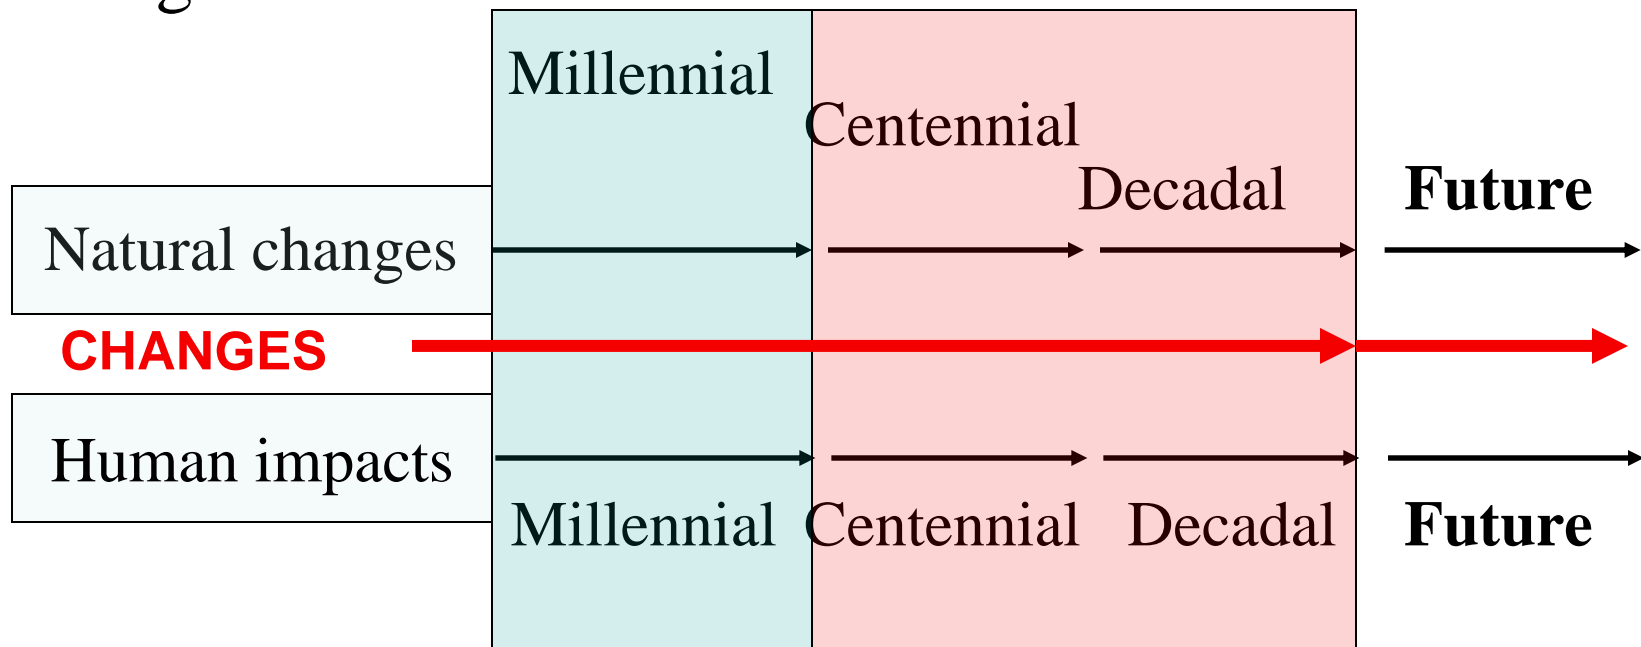 Millennial
Centennial
Decadal
Future
Natural changes
CHANGES
Human impacts
Millennial
Centennial
Decadal
Future